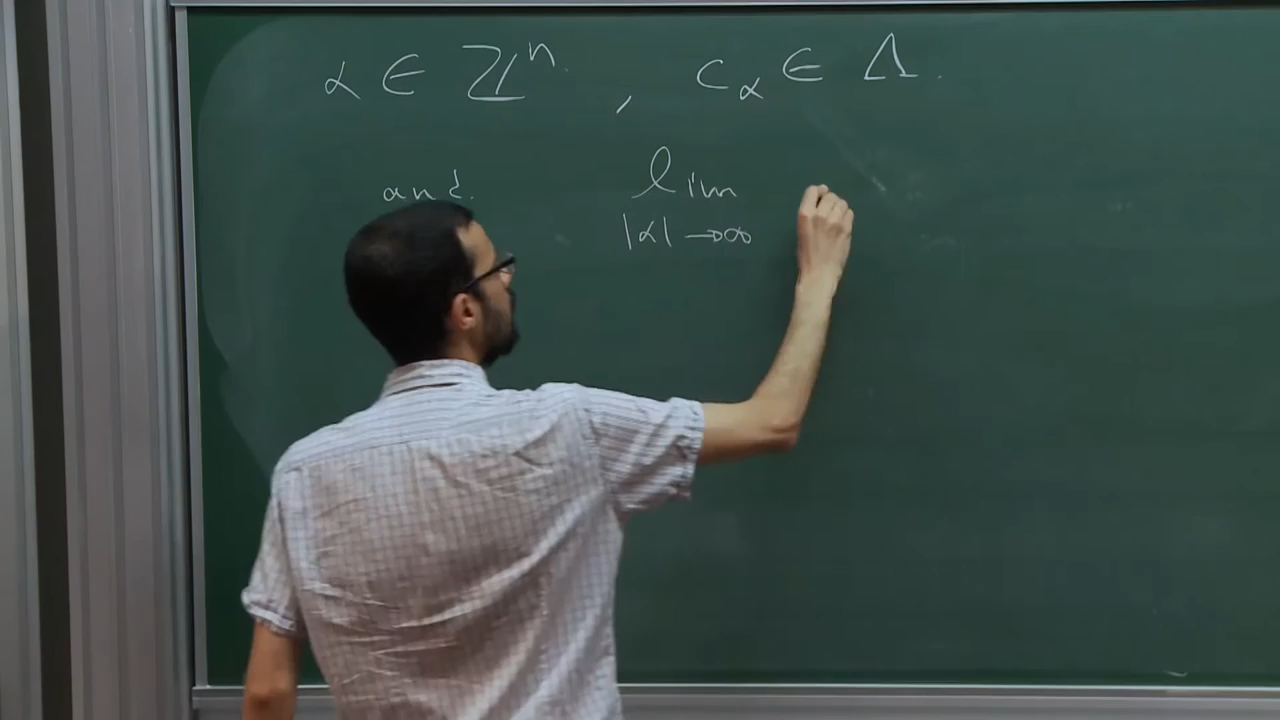 α ∈ ℤⁿ , c_α ∈ Λ.
and lim
|α| → ∞